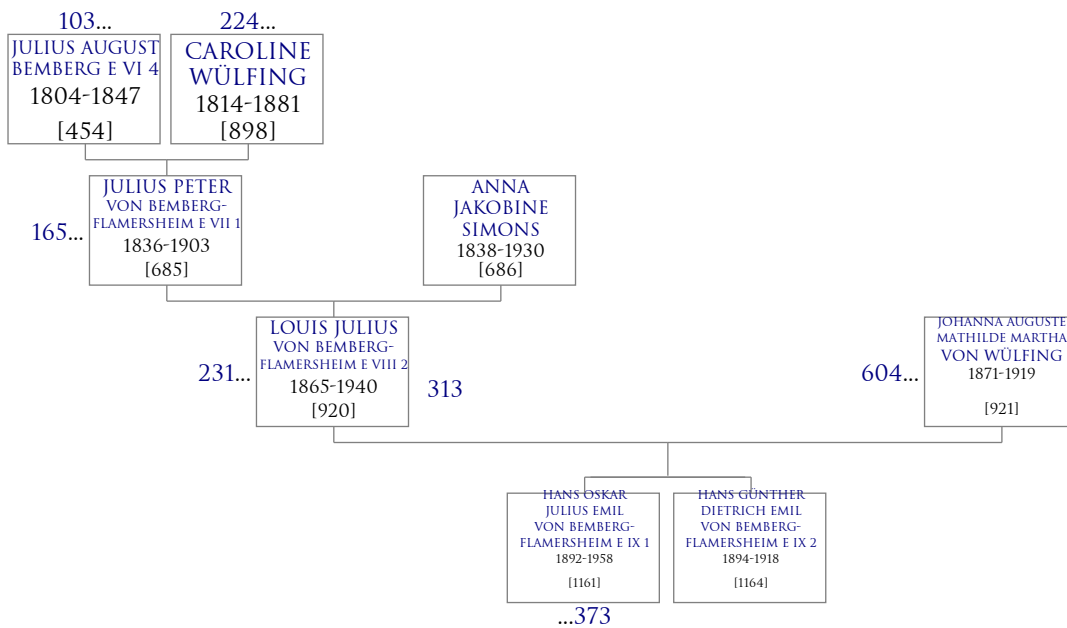 103...
224...
JULIUS AUGUST
BEMBERG E VI 4
1804-1847
[454]
CAROLINE
WÜLFING
1814-1881
[898]
165...
JULIUS PETER
VON BEMBERG-
FLAMERSHEIM E VII 1
1836-1903
[685]
ANNA
JAKOBINE
SIMONS
1838-1930
[686]
231...
LOUIS JULIUS
VON BEMBERG-
FLAMERSHEIM E VIII 2
1865-1940
[920]
313
604...
JOHANNA AUGUSTE
MATHILDE MARTHA
VON WÜLFING
1871-1919
[921]
HANS OSKAR
JULIUS EMIL
VON BEMBERG-
FLAMERSHEIM E IX 1
1892-1958
[1161]
HANS GÜNTHER
DIETRICH EMIL
VON BEMBERG-
FLAMERSHEIM E IX 2
1894-1918
[1164]
...373